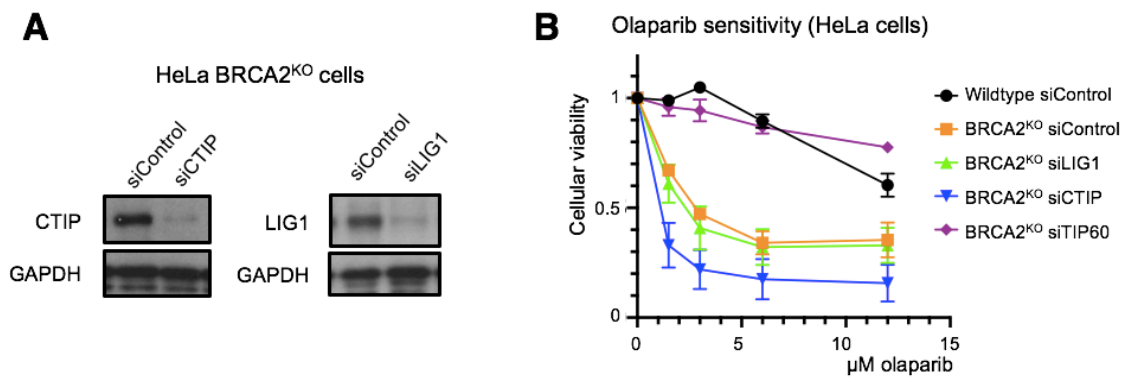 A
HeLa BRCA2KO cells
siControl
siCTIP
CTIP
GAPDH
siControl
siLIG1
LIG1
GAPDH
B
Olaparib sensitivity (HeLa cells)
Cellular viability
1
0.5
0
0
5
10
15
µM olaparib
Wildtype siControl
BRCA2KO siControl
BRCA2KO siLIG1
BRCA2KO siCTIP
BRCA2KO siTIP60